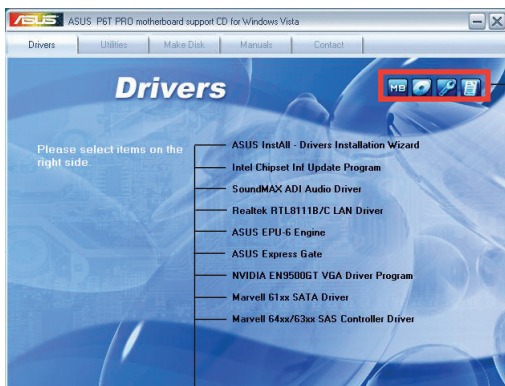 ASUS ASUS P6T PRO motherboard support CD for Windows Vista
Drivers Utilities Make Disk Manuals Contact
Drivers
MB
Please select items on the
right side.
ASUS InstAll - Drivers Installation Wizard
Intel Chipset Inf Update Program
SoundMAX ADI Audio Driver
Realtek RTL8111B/C LAN Driver
ASUS EPU-6 Engine
ASUS Express Gate
NVIDIA EN9500GT VGA Driver Program
Marvell 61xx SATA Driver
Marvell 64xx/63xx SAS Controller Driver